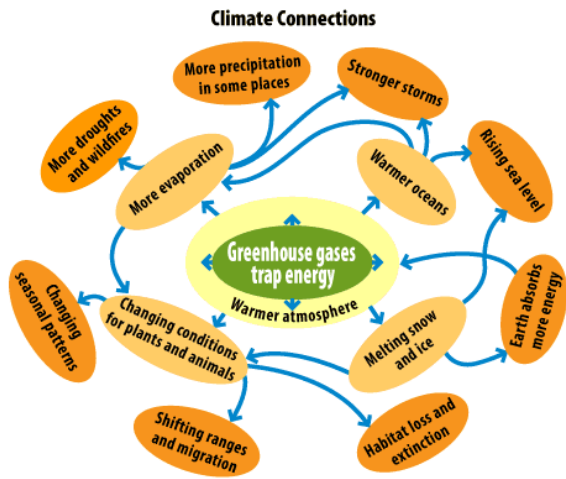 Climate Connections
More precipitation
in some places
Stronger storms
More droughts
and wildfires
More evaporation
Warmer oceans
Rising sea level
Greenhouse gases
trap energy
Warmer atmosphere
Changing
seasonal patterns
Changing conditions
for plants and animals
Melting snow
and ice
Earth absorbs
more energy
Shifting ranges
and migration
Habitat loss and
extinction